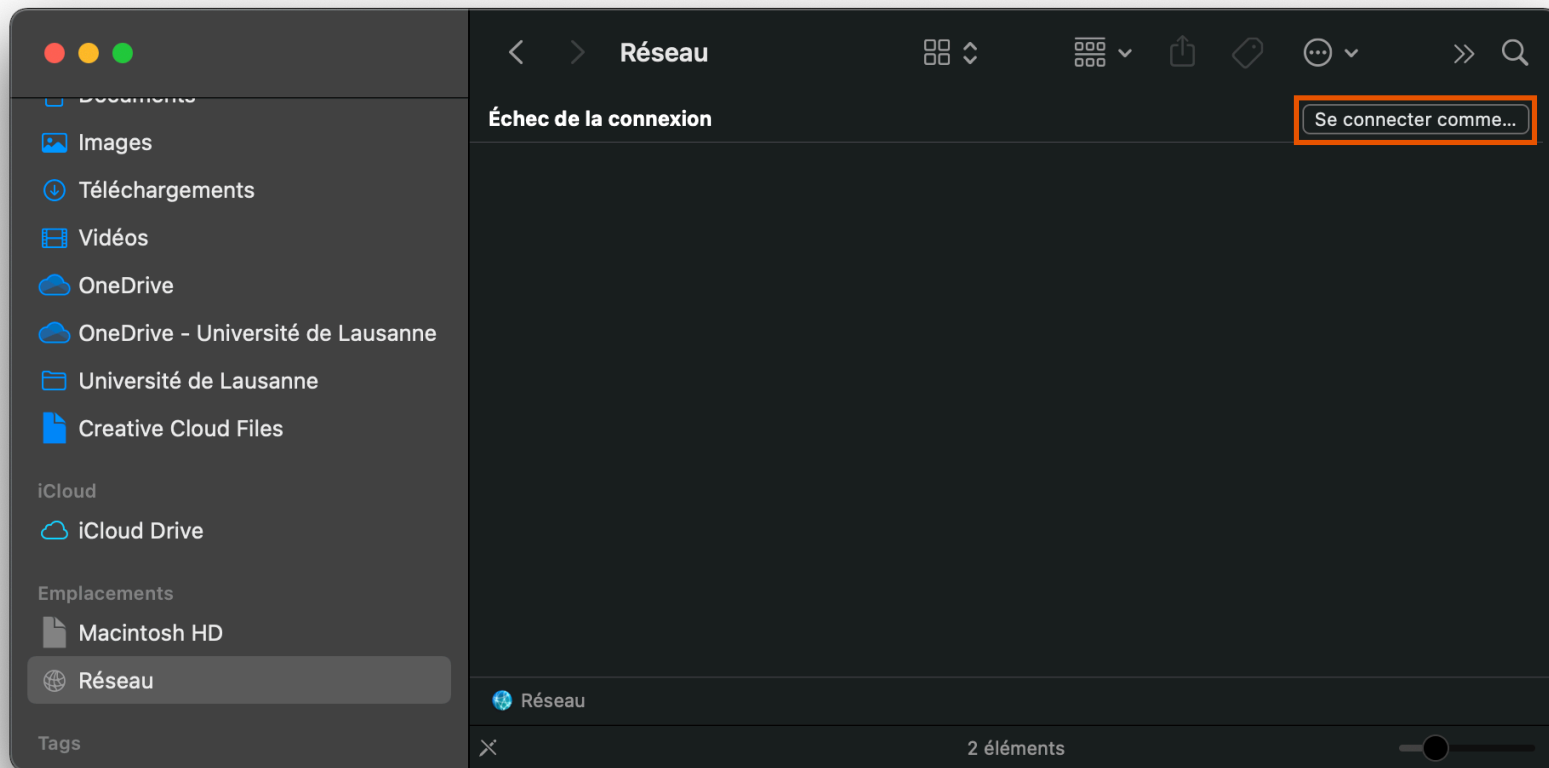 Réseau
Échec de la connexion
Se connecter comme...
Documents
Images
Téléchargements
Vidéos
OneDrive
OneDrive - Université de Lausanne
Université de Lausanne
Creative Cloud Files
iCloud
iCloud Drive
Emplacements
Macintosh HD
Réseau
Tags
Réseau
2 éléments